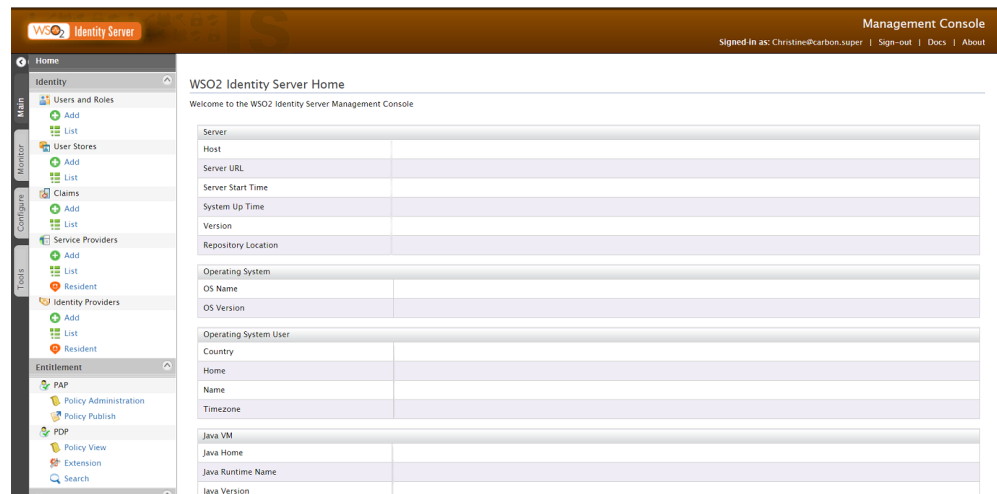 WSO2 Identity Server
Management Console
Signed-in as: Christine@carbon.super | Sign-out | Docs | About
Home
Identity
Users and Roles
Add
List
User Stores
Add
List
Claims
Add
List
Service Providers
Add
List
Resident
Identity Providers
Add
List
Resident
Entitlement
PAP
Policy Administration
Policy Publish
PDP
Policy View
Extension
Search
Main
Monitor
Configure
Tools
WSO2 Identity Server Home
Welcome to the WSO2 Identity Server Management Console
Server
Host
Server URL
Server Start Time
System Up Time
Version
Repository Location
Operating System
OS Name
OS Version
Operating System User
Country
Home
Name
Timezone
Java VM
Java Home
Java Runtime Name
Java Version